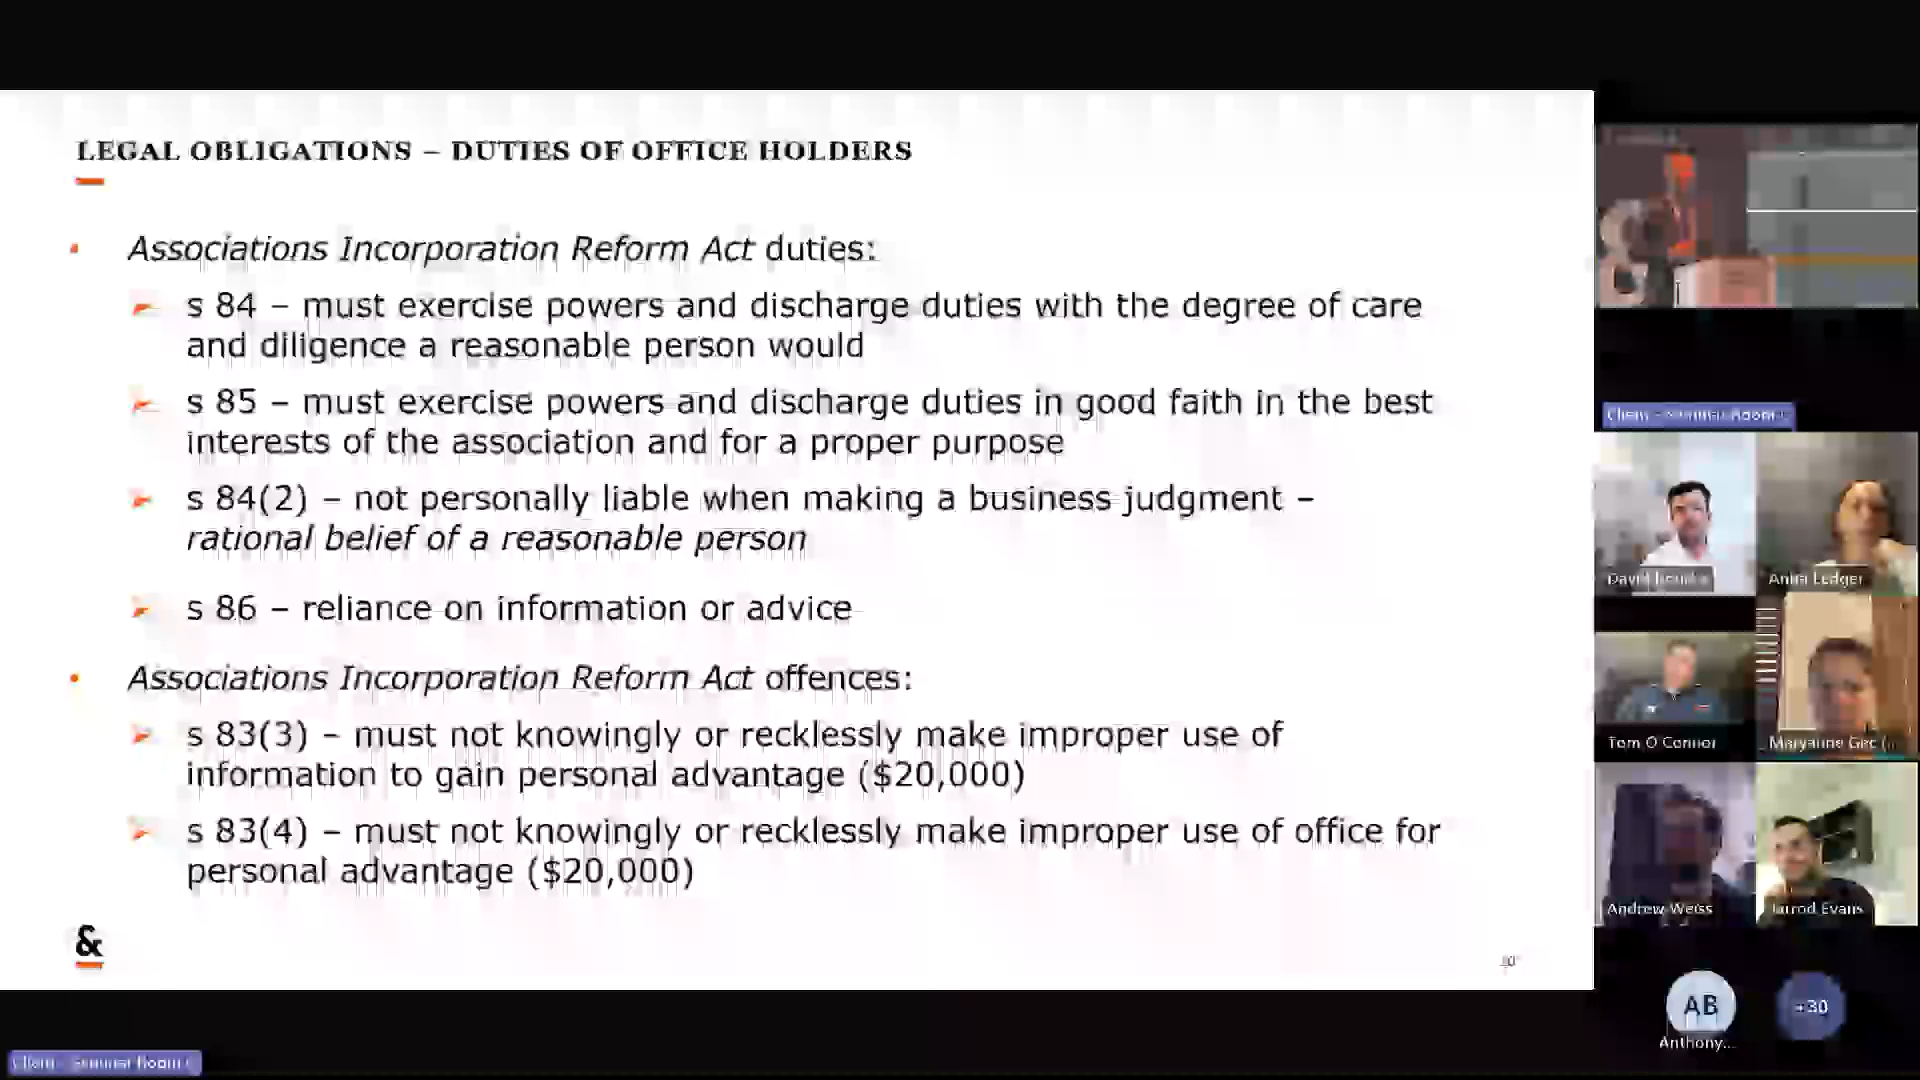 LEGAL OBLIGATIONS – DUTIES OF OFFICE HOLDERS
• Associations Incorporation Reform Act duties:
➢ s 84 – must exercise powers and discharge duties with the degree of care
and diligence a reasonable person would
➢ s 85 – must exercise powers and discharge duties in good faith in the best
interests of the association and for a proper purpose
➢ s 84(2) – not personally liable when making a business judgment –
rational belief of a reasonable person
➢ s 86 – reliance on information or advice
• Associations Incorporation Reform Act offences:
➢ s 83(3) – must not knowingly or recklessly make improper use of
information to gain personal advantage ($20,000)
➢ s 83(4) – must not knowingly or recklessly make improper use of office for
personal advantage ($20,000)
&
Seminar Room
David
Anita Ledger
Tom O Connor
Maryanne
Andrew Weiss
Jarrod Evans
AB
+30
Anthony...
Seminar Room